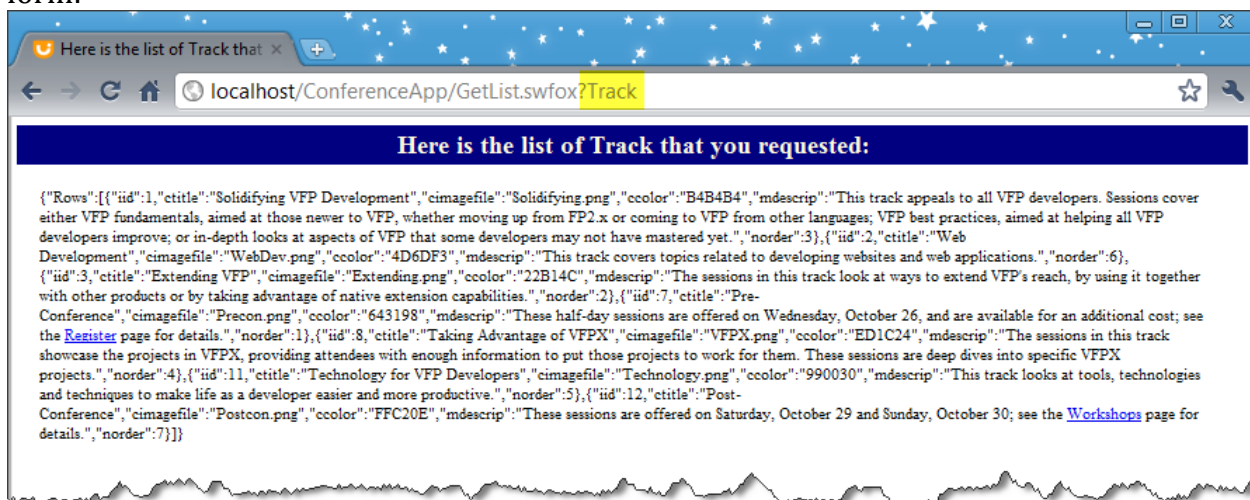 form:
Here is the list of Track that
localhost/ConferenceApp/GetList.swfox?Track
Here is the list of Track that you requested:
{"Rows":[{"iid":1,"ctitle":"Solidifying VFP Development","cimagefile":"Solidifying.png","ccolor":"B4B4B4","mdescrip":"This track appeals to all VFP developers. Sessions cover
either VFP fundamentals, aimed at those newer to VFP, whether moving up from FP2.x or coming to VFP from other languages; VFP best practices, aimed at helping all VFP
developers improve; or in-depth looks at aspects of VFP that some developers may not have mastered yet.","norder":3},{"iid":2,"ctitle":"Web
Development","cimagefile":"WebDev.png","ccolor":"4D6DF3","mdescrip":"This track covers topics related to developing websites and web applications.","norder":6},
{"iid":3,"ctitle":"Extending VFP","cimagefile":"Extending.png","ccolor":"22B14C","mdescrip":"The sessions in this track look at ways to extend VFP's reach, by using it together
with other products or by taking advantage of native extension capabilities.","norder":2},{"iid":7,"ctitle":"Pre-
Conference","cimagefile":"Precon.png","ccolor":"643198","mdescrip":"These half-day sessions are offered on Wednesday, October 26, and are available for an additional cost; see
the Register page for details.","norder":1},{"iid":8,"ctitle":"Taking Advantage of VFPX","cimagefile":"VFPX.png","ccolor":"ED1C24","mdescrip":"The sessions in this track
showcase the projects in VFPX, providing attendees with enough information to put those projects to work for them. These sessions are deep dives into specific VFPX
projects.","norder":4},{"iid":11,"ctitle":"Technology for VFP Developers","cimagefile":"Technology.png","ccolor":"990030","mdescrip":"This track looks at tools, technologies
and techniques to make life as a developer easier and more productive.","norder":5},{"iid":12,"ctitle":"Post-
Conference","cimagefile":"Postcon.png","ccolor":"FFC20E","mdescrip":"These sessions are offered on Saturday, October 29 and Sunday, October 30; see the Workshops page for
details.","norder":7}]}